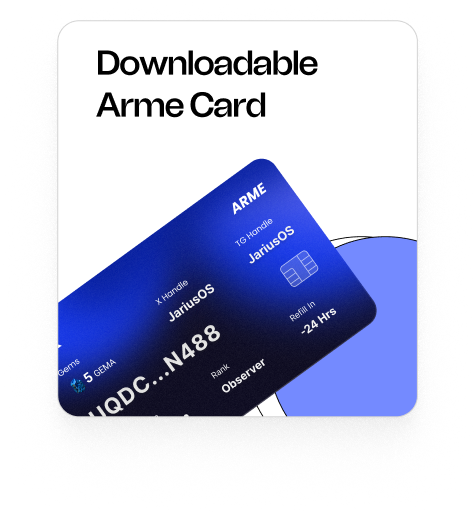 Downloadable
Arme Card
ARME
TG Handle
JariusOS
X Handle
JariusOS
Refill In
~24 Hrs
Gems
5 GEMA
UQDC...N488
Rank
Observer